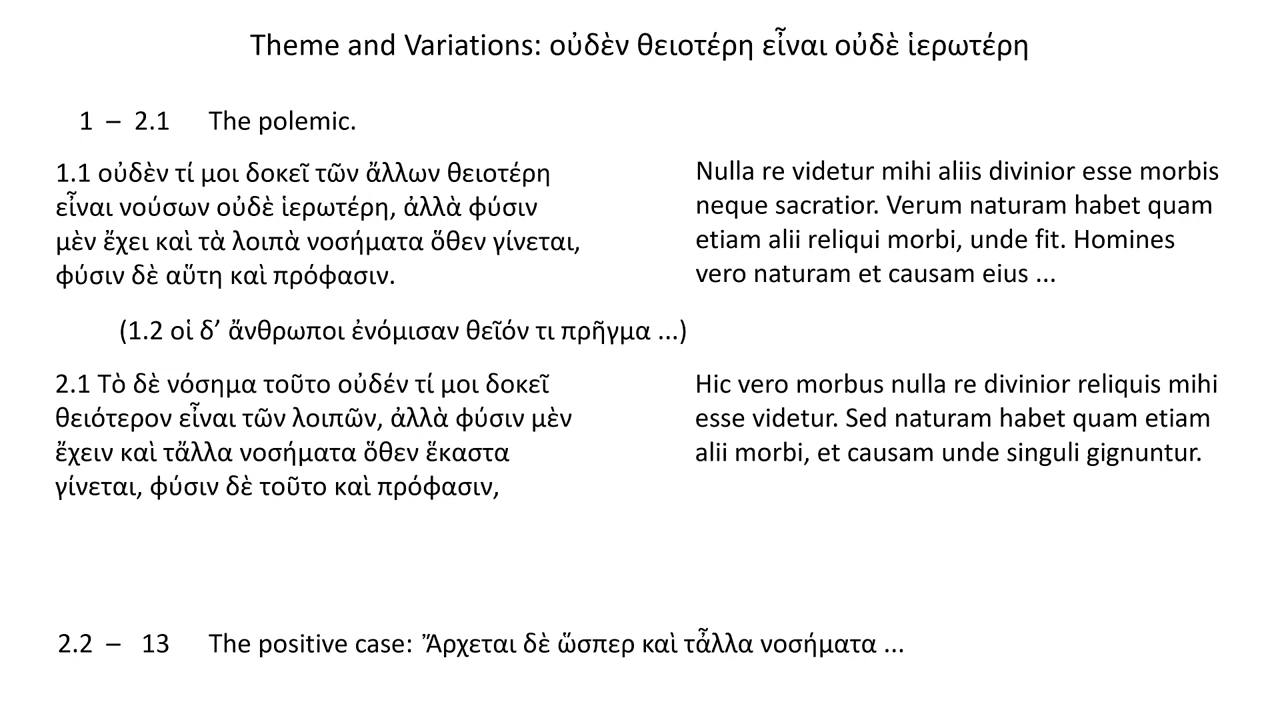 Theme and Variations: οὐδὲν θειοτέρη εἶναι οὐδὲ ἱερωτέρη
1 – 2.1 The polemic.
1.1 οὐδὲν τί μοι δοκεῖ τῶν ἄλλων θειοτέρη
εἶναι νούσων οὐδὲ ἱερωτέρη, ἀλλὰ φύσιν
μὲν ἔχει καὶ τὰ λοιπὰ νοσήματα ὅθεν γίνεται,
φύσιν δὲ αὕτη καὶ πρόφασιν.
Nulla re videtur mihi aliis divinior esse morbis
neque sacratior. Verum naturam habet quam
etiam alii reliqui morbi, unde fit. Homines
vero naturam et causam eius ...
(1.2 οἱ δ’ ἄνθρωποι ἐνόμισαν θεῖόν τι πρῆγμα ...)
2.1 Τὸ δὲ νόσημα τοῦτο οὐδέν τί μοι δοκεῖ
θειότερον εἶναι τῶν λοιπῶν, ἀλλὰ φύσιν μὲν
ἔχειν καὶ τἄλλα νοσήματα ὅθεν ἕκαστα
γίνεται, φύσιν δὲ τοῦτο καὶ πρόφασιν,
Hic vero morbus nulla re divinior reliquis mihi
esse videtur. Sed naturam habet quam etiam
alii morbi, et causam unde singuli gignuntur.
2.2 – 13 The positive case: Ἄρχεται δὲ ὥσπερ καὶ τἆλλα νοσήματα ...